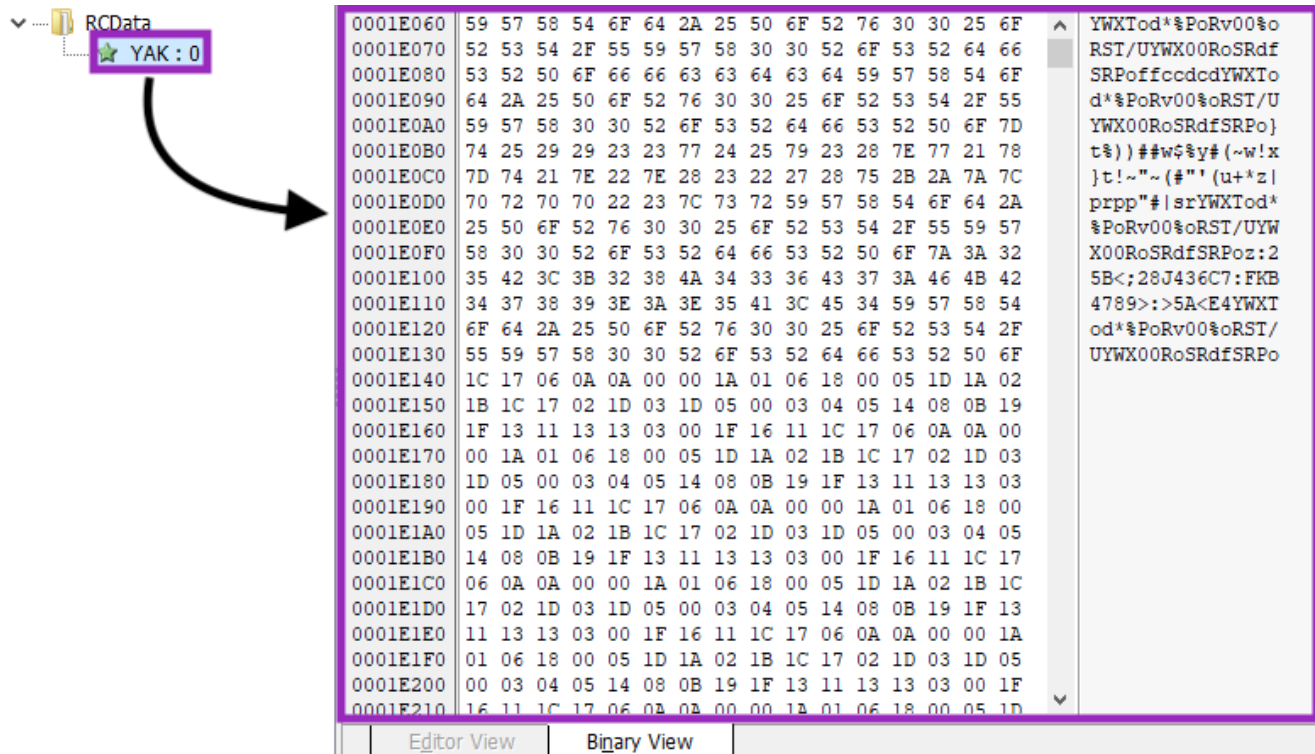 RCData
YAK : 0
0001E060 59 57 58 54 6F 64 2A 25 50 6F 52 76 30 30 25 6F YWXTod*%PoRv00%o
0001E070 52 53 54 2F 55 59 57 58 30 30 52 6F 53 52 64 66 RST/UYWX00RoSRdf
0001E080 53 52 50 6F 66 66 63 63 64 63 64 59 57 58 54 6F SRPoffccdcdYWXTo
0001E090 64 2A 25 50 6F 52 76 30 30 25 6F 52 53 54 2F 55 d*%PoRv00%oRST/U
0001E0A0 59 57 58 30 30 52 6F 53 52 64 66 53 52 50 6F 7D YWX00RoSRdfSRPo}
0001E0B0 74 25 29 29 23 23 77 24 25 79 23 28 7E 77 21 78 t%))##w$%y#(~w!x
0001E0C0 7D 74 21 7E 22 7E 28 23 22 27 28 75 2B 2A 7A 7C }t!~"~(#"'(u+*z|
0001E0D0 70 72 70 70 22 23 7C 73 72 59 57 58 54 6F 64 2A prpp"#|srYWXTod*
0001E0E0 25 50 6F 52 76 30 30 25 6F 52 53 54 2F 55 59 57 %PoRv00%oRST/UYW
0001E0F0 58 30 30 52 6F 53 52 64 66 53 52 50 6F 7A 3A 32 X00RoSRdfSRPoz:2
0001E100 35 42 3C 3B 32 38 4A 34 33 36 43 37 3A 46 4B 42 5B<;28J436C7:FKB
0001E110 34 37 38 39 3E 3A 3E 35 41 3C 45 34 59 57 58 54 4789>:>5A<E4YWXT
0001E120 6F 64 2A 25 50 6F 52 76 30 30 25 6F 52 53 54 2F od*%PoRv00%oRST/
0001E130 55 59 57 58 30 30 52 6F 53 52 64 66 53 52 50 6F UYWX00RoSRdfSRPo
0001E140 1C 17 06 0A 0A 00 00 1A 01 06 18 00 05 1D 1A 02
0001E150 1B 1C 17 02 1D 03 1D 05 00 03 04 05 14 08 0B 19
0001E160 1F 13 11 13 13 03 00 1F 16 11 1C 17 06 0A 0A 00
0001E170 00 1A 01 06 18 00 05 1D 1A 02 1B 1C 17 02 1D 03
0001E180 1D 05 00 03 04 05 14 08 0B 19 1F 13 11 13 13 03
0001E190 00 1F 16 11 1C 17 06 0A 0A 00 00 1A 01 06 18 00
0001E1A0 05 1D 1A 02 1B 1C 17 02 1D 03 1D 05 00 03 04 05
0001E1B0 14 08 0B 19 1F 13 11 13 13 03 00 1F 16 11 1C 17
0001E1C0 06 0A 0A 00 00 1A 01 06 18 00 05 1D 1A 02 1B 1C
0001E1D0 17 02 1D 03 1D 05 00 03 04 05 14 08 0B 19 1F 13
0001E1E0 11 13 13 03 00 1F 16 11 1C 17 06 0A 0A 00 00 1A
0001E1F0 01 06 18 00 05 1D 1A 02 1B 1C 17 02 1D 03 1D 05
0001E200 00 03 04 05 14 08 0B 19 1F 13 11 13 13 03 00 1F
0001E210 16 11 1C 17 06 0A 0A 00 00 1A 01 06 18 00 05 1D
Editor View
Binary View